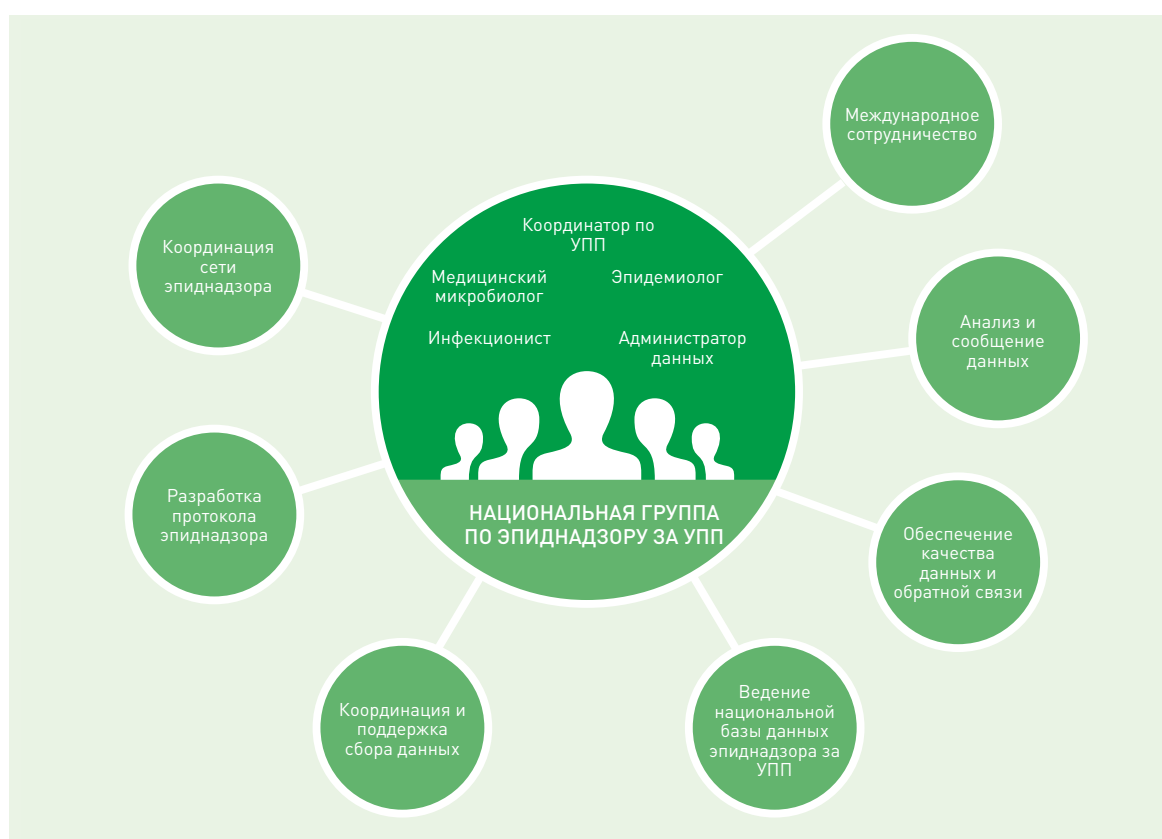 Международное
сотрудничество
Координация
сети
эпиднадзора
Координатор по
УПП
Медицинский
микробиолог
Эпидемиолог
Инфекционист
Администратор
данных
Анализ и
сообщение
данных
Разработка
протокола
эпиднадзора
НАЦИОНАЛЬНАЯ ГРУППА
ПО ЭПИДНАДЗОРУ ЗА УПП
Обеспечение
качества
данных и
обратной связи
Координация и
поддержка
сбора данных
Ведение
национальной
базы данных
эпиднадзора за
УПП